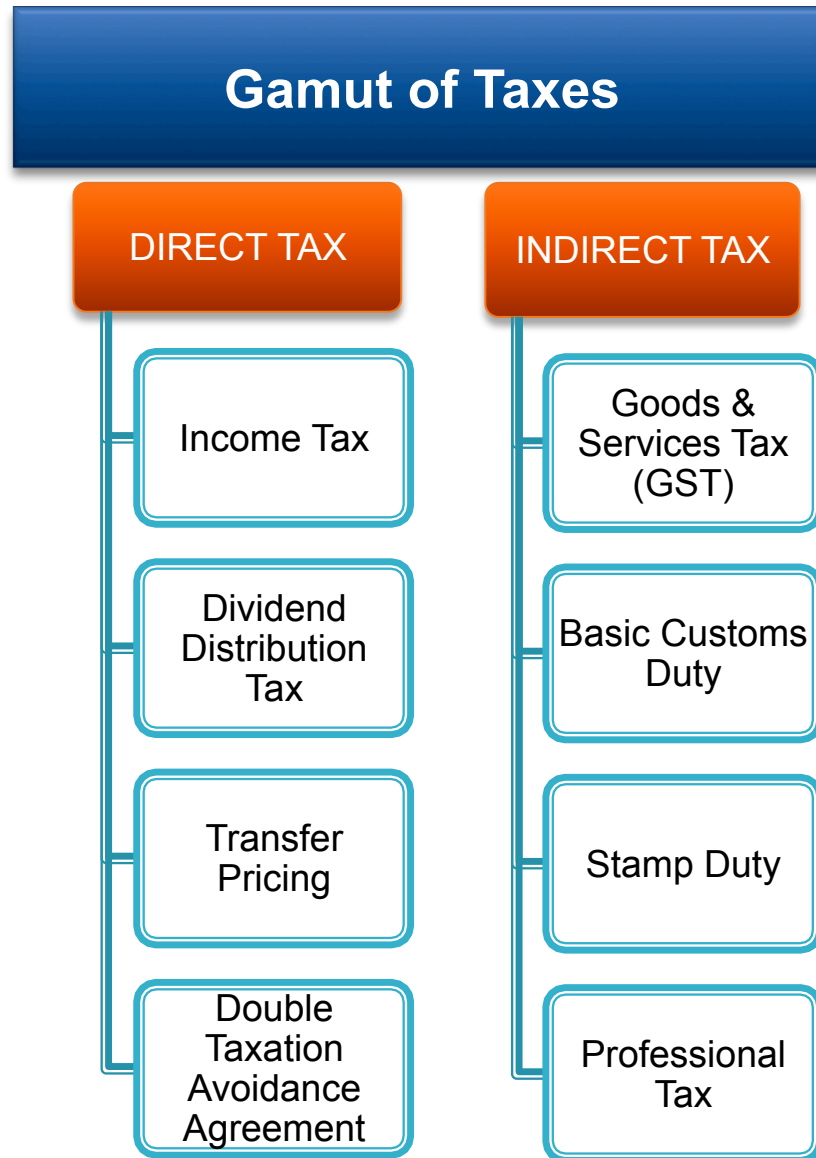 Gamut of Taxes
DIRECT TAX
Income Tax
Dividend
Distribution
Tax
Transfer
Pricing
Double
Taxation
Avoidance
Agreement
INDIRECT TAX
Goods &
Services Tax
(GST)
Basic Customs
Duty
Stamp Duty
Professional
Tax